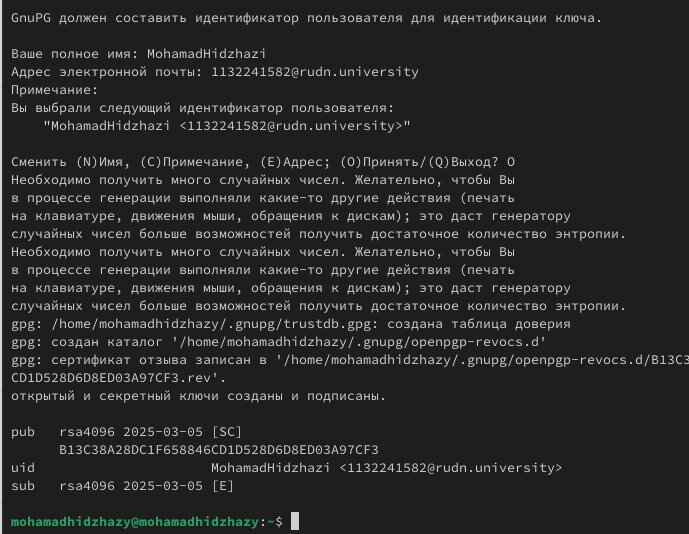 GnuPG должен составить идентификатор пользователя для идентификации ключа.
Ваше полное имя: MohamadHidzhazi
Адрес электронной почты: 1132241582@rudn.university
Примечание:
Вы выбрали следующий идентификатор пользователя:
"MohamadHidzhazi <1132241582@rudn.university>"
Сменить (N)Имя, (C)Примечание, (E)Адрес; (O)Принять/(Q)Выход? O
Необходимо получить много случайных чисел. Желательно, чтобы Вы
в процессе генерации выполняли какие-то другие действия (печать
на клавиатуре, движения мыши, обращения к дискам); это даст генератору
случайных чисел больше возможностей получить достаточное количество энтропии.
Необходимо получить много случайных чисел. Желательно, чтобы Вы
в процессе генерации выполняли какие-то другие действия (печать
на клавиатуре, движения мыши, обращения к дискам); это даст генератору
случайных чисел больше возможностей получить достаточное количество энтропии.
gpg: /home/mohamadhidzhazy/.gnupg/trustdb.gpg: создана таблица доверия
gpg: создан каталог '/home/mohamadhidzhazy/.gnupg/openpgp-revocs.d'
gpg: сертификат отзыва записан в '/home/mohamadhidzhazy/.gnupg/openpgp-revocs.d/B13C3
CD1D528D6D8ED03A97CF3.rev'.
открытый и секретный ключи созданы и подписаны.
pub   rsa4096 2025-03-05 [SC]
B13C38A28DC1F658846CD1D528D6D8ED03A97CF3
uid                      MohamadHidzhazi <1132241582@rudn.university>
sub   rsa4096 2025-03-05 [E]
mohamadhidzhazy@mohamadhidzhazy:~$